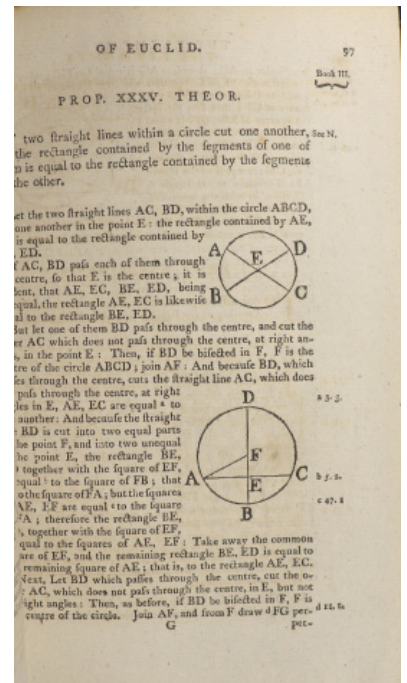 OF EUCLID.
97
Book III.
PROP. XXXV. THEOR.
two ſtraight lines within a circle cut one another,
See N.
the rectangle contained by the ſegments of one of
is equal to the rectangle contained by the ſegments
the other.
et the two ſtraight lines AC, BD, within the circle ABCD,
one another in the point E : the rectangle contained by AE,
is equal to the rectangle contained by
ED.
AC, BD paſs each of them through
centre, ſo that E is the centre ; it is
ent, that AE, EC, BE, ED, being
equal, the rectangle AE, EC is likewiſe
al to the rectangle BE, ED.
A
D
E
B
C
But let one of them BD paſs through the centre, and cut the
er AC which does not paſs through the centre, at right an-
, in the point E : Then, if BD be biſected in F, F is the
tre of the circle ABCD ; join AF : And becauſe BD, which
ſes through the centre, cuts the ſtraight line AC, which does
paſs through the centre, at right
les in E, AE, EC are equal a to
a 3. 3.
another : And becauſe the ſtraight
BD is cut into two equal parts
he point F, and into two unequal
he point E, the rectangle BE,
together with the ſquare of EF,
equal b to the ſquare of FB ; that
b 5. 2.
o the ſquare of FA ; but the ſquares
AE, EF are equal c to the ſquare
c 47. 1
FA ; therefore the rectangle BE,
, together with the ſquare of EF,
D
F
A
C
E
B
qual to the ſquares of AE, EF : Take away the common
are of EF, and the remaining rectangle BE, ED is equal to
remaining ſquare of AE ; that is, to the rectangle AE, EC.
Next, Let BD which paſſes through the centre, cut the o-
AC, which does not paſs through the centre, in E, but not
ight angles : Then, as before, if BD be biſected in F, F is
centre of the circle. Join AF, and from F draw d FG per-
d 12. 1.
G
per-